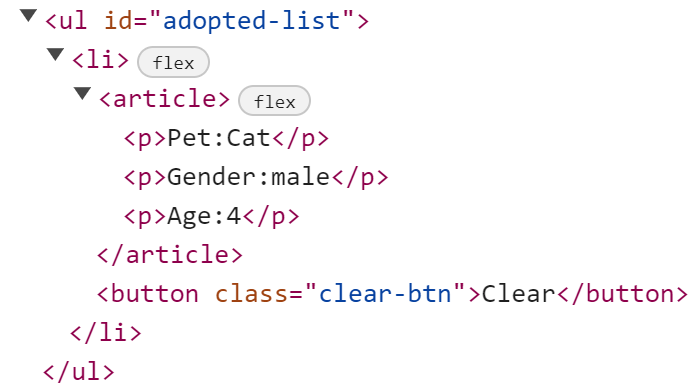 <ul id="adopted-list">
<li> flex
<article> flex
<p>Pet:Cat</p>
<p>Gender:male</p>
<p>Age:4</p>
</article>
<button class="clear-btn">Clear</button>
</li>
</ul>